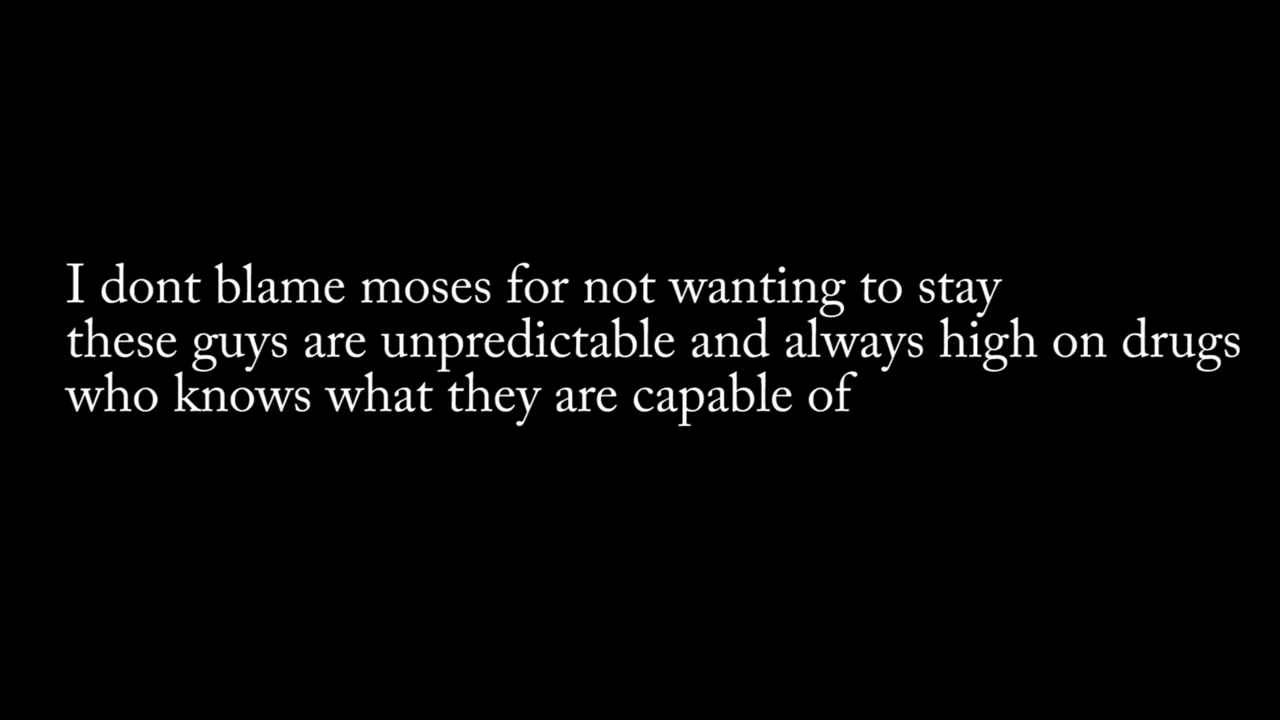 I dont blame moses for not wanting to stay
these guys are unpredictable and always high on drugs
who knows what they are capable of